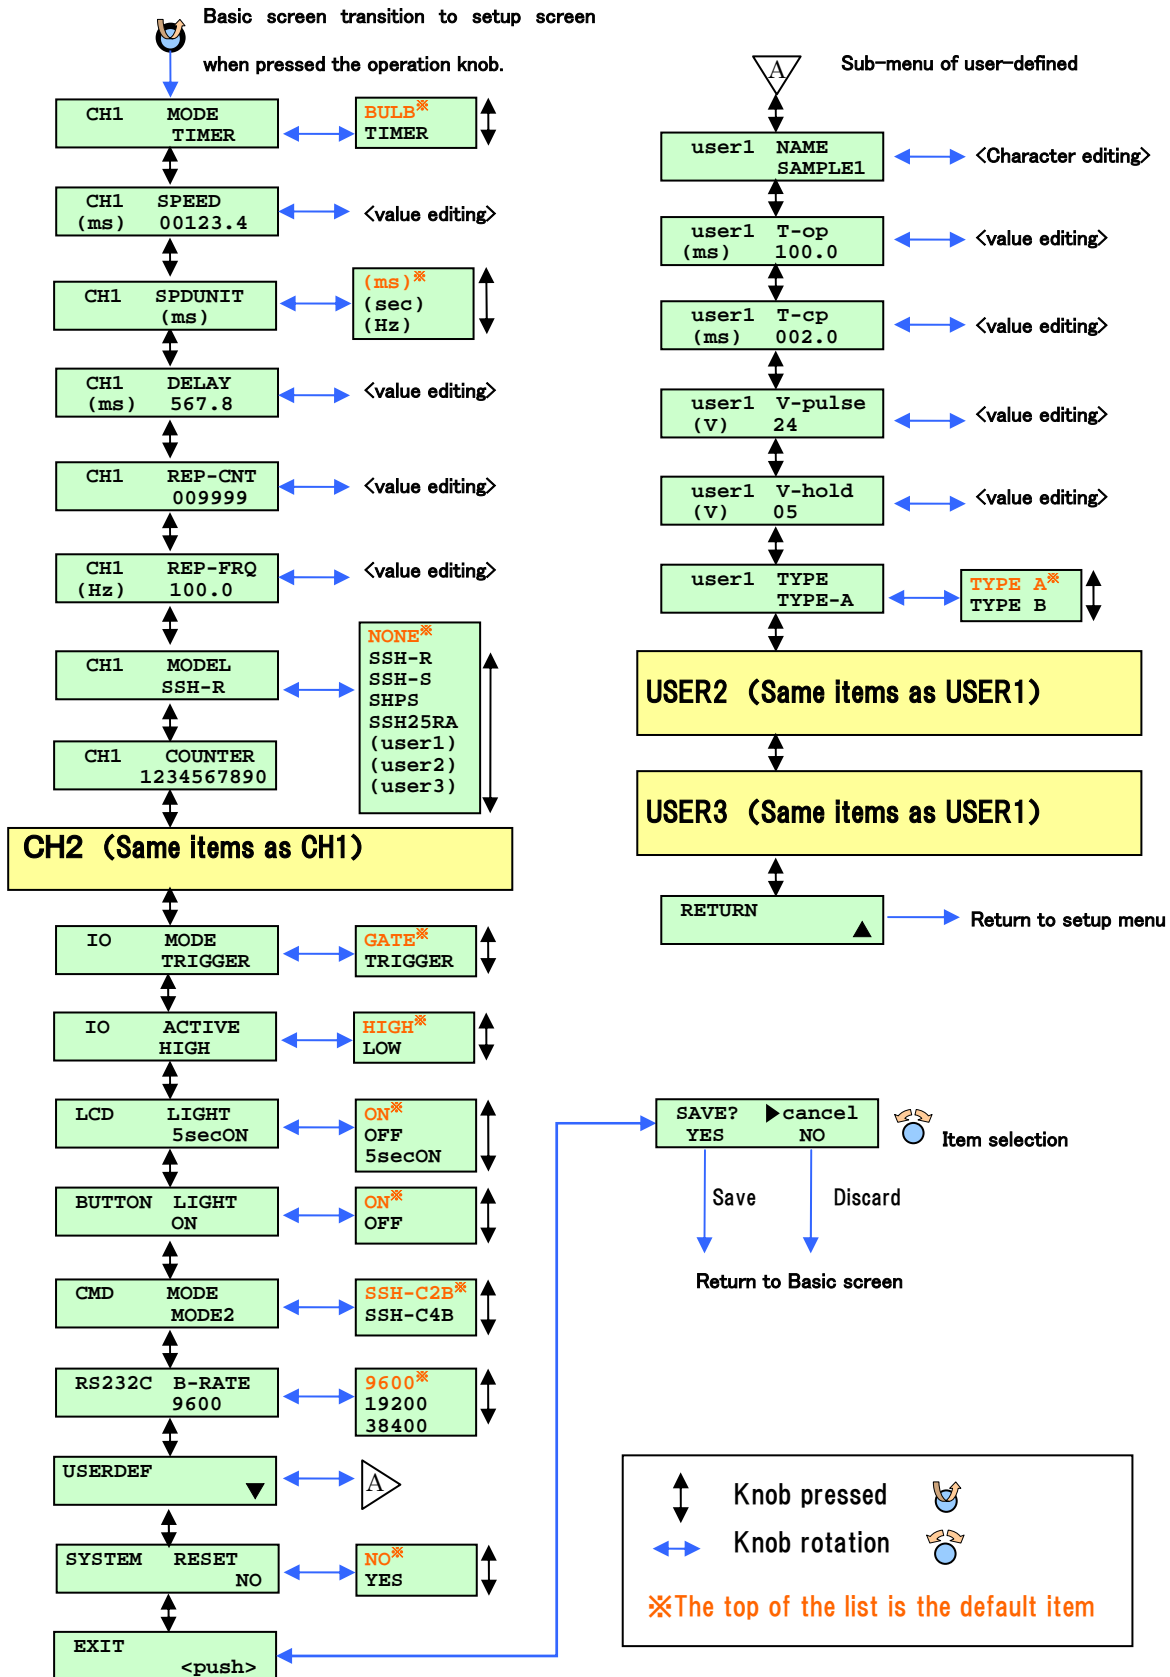 Basic screen transition to setup screen
when pressed the operation knob.
CH1 MODE
TIMER
BULB※
TIMER
CH1 SPEED
(ms) 00123.4
<value editing>
CH1 SPDUNIT
(ms)
(ms)※
(sec)
(Hz)
CH1 DELAY
(ms) 567.8
<value editing>
CH1 REP-CNT
009999
<value editing>
CH1 REP-FRQ
(Hz) 100.0
<value editing>
CH1 MODEL
SSH-R
NONE※
SSH-R
SSH-S
SHPS
SSH25RA
(user1)
(user2)
(user3)
CH1 COUNTER
1234567890
CH2 (Same items as CH1)
IO MODE
TRIGGER
GATE※
TRIGGER
IO ACTIVE
HIGH
HIGH※
LOW
LCD LIGHT
5secON
ON※
OFF
5secON
BUTTON LIGHT
ON
ON※
OFF
CMD MODE
MODE2
SSH-C2B※
SSH-C4B
RS232C B-RATE
9600
9600※
19200
38400
USERDEF
▼
A
SYSTEM RESET
NO
NO※
YES
EXIT
<push>
A
Sub-menu of user-defined
user1 NAME
SAMPLE1
<Character editing>
user1 T-op
(ms) 100.0
<value editing>
user1 T-cp
(ms) 002.0
<value editing>
user1 V-pulse
(V) 24
<value editing>
user1 V-hold
(V) 05
<value editing>
user1 TYPE
TYPE-A
TYPE A※
TYPE B
USER2 (Same items as USER1)
USER3 (Same items as USER1)
RETURN
▲
Return to setup menu
SAVE? ▶cancel
YES NO
Item selection
Save
Discard
Return to Basic screen
Knob pressed
Knob rotation
※The top of the list is the default item